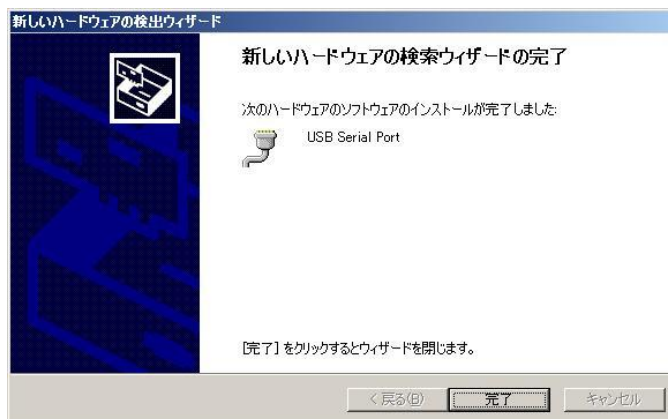 新しいハードウェアの検出ウィザード
新しいハードウェアの検索ウィザードの完了
次のハードウェアのソフトウェアのインストールが完了しました:
USB Serial Port
[完了] をクリックするとウィザードを閉じます。
< 戻る(B)
完了
キャンセル